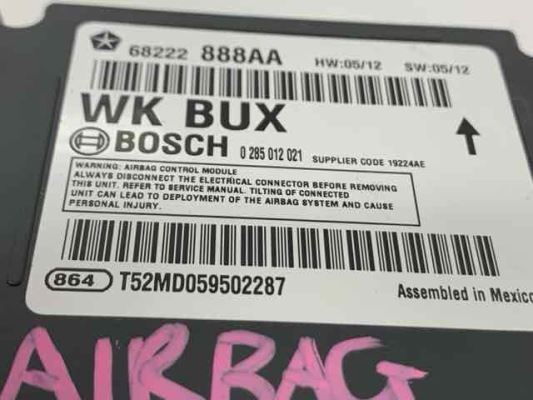 68222 888AA HW:05/12 SW:05/12
WK BUX
BOSCH 0 285 012 021 SUPPLIER CODE 19224AE
WARNING: AIRBAG CONTROL MODULE
ALWAYS DISCONNECT THE ELECTRICAL CONNECTOR BEFORE REMOVING
THIS UNIT. REFER TO SERVICE MANUAL. TILTING OF CONNECTED
UNIT CAN LEAD TO DEPLOYMENT OF THE AIRBAG SYSTEM AND CAUSE
PERSONAL INJURY.
864 T52MD059502287
Assembled in Mexico
AIRBAG